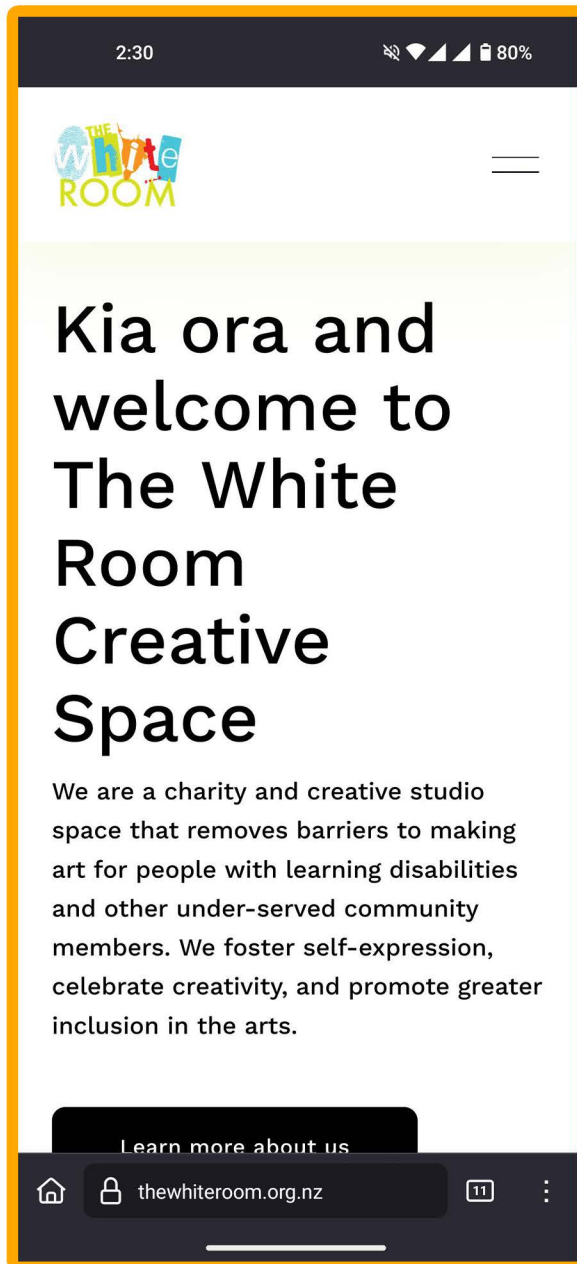 2:30
80%
THE
white
ROOM
Kia ora and
welcome to
The White
Room
Creative
Space
We are a charity and creative studio
space that removes barriers to making
art for people with learning disabilities
and other under-served community
members. We foster self-expression,
celebrate creativity, and promote greater
inclusion in the arts.
Learn more about us
thewhiteroom.org.nz
11